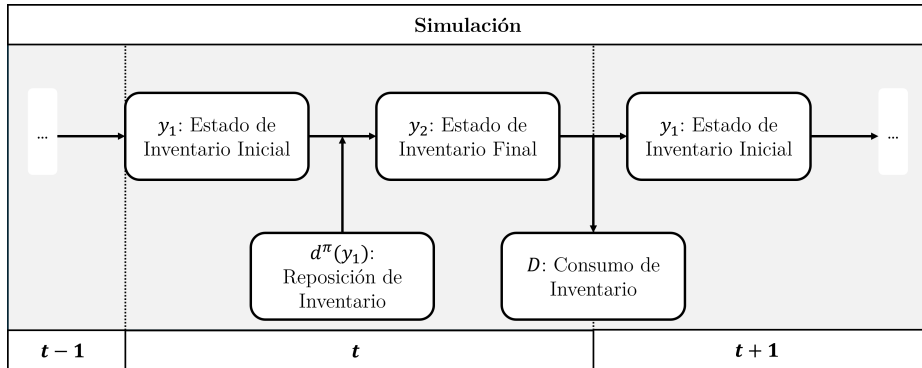 Simulación
...
y₁: Estado de
Inventario Inicial
y₂: Estado de
Inventario Final
y₁: Estado de
Inventario Inicial
...
d^π(y₁):
Reposición de
Inventario
D: Consumo de
Inventario
t − 1
t
t + 1